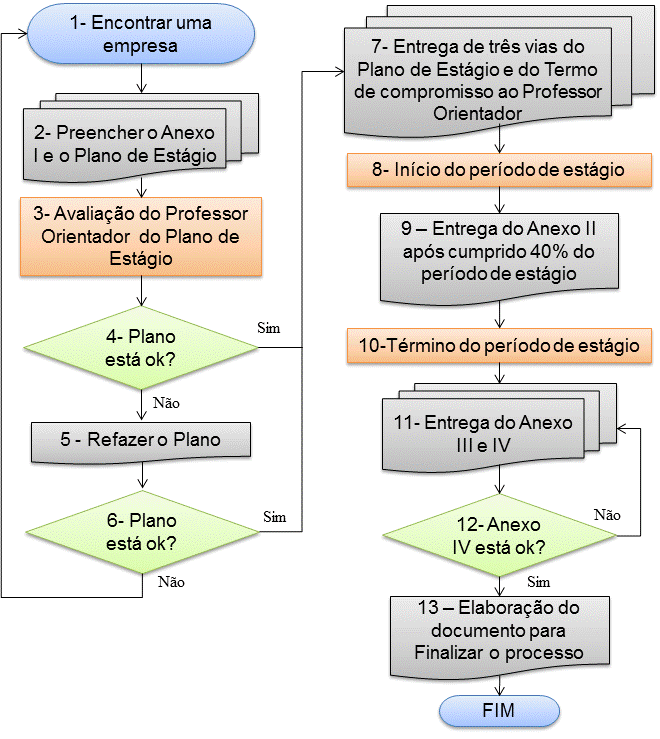 1- Encontrar uma
empresa
2- Preencher o Anexo
I e o Plano de Estágio
3- Avaliação do Professor
Orientador do Plano de
Estágio
4- Plano
está ok?
Sim
Não
5 - Refazer o Plano
6- Plano
está ok?
Sim
Não
7- Entrega de três vias do
Plano de Estágio e do Termo
de compromisso ao Professor
Orientador
8- Início do período de estágio
9 – Entrega do Anexo II
após cumprido 40% do
período de estágio
10-Término do período de estágio
11- Entrega do Anexo
III e IV
12- Anexo
IV está ok?
Não
Sim
13 – Elaboração do
documento para
Finalizar o processo
FIM